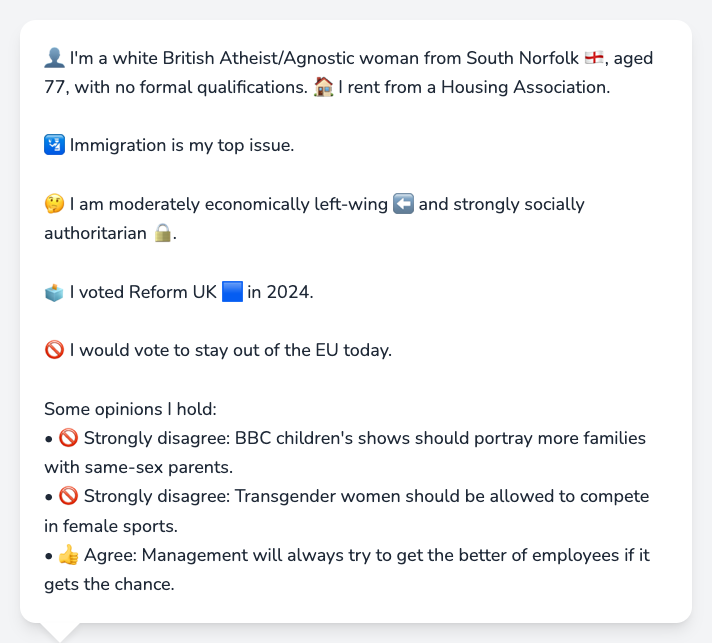 👤 I'm a white British Atheist/Agnostic woman from South Norfolk 🏴󠁧󠁢󠁥󠁮󠁧󠁿, aged
77, with no formal qualifications. 🏠 I rent from a Housing Association.
🛂 Immigration is my top issue.
🤔 I am moderately economically left-wing ⬅️ and strongly socially
authoritarian 🔒.
🗳️ I voted Reform UK 🟦 in 2024.
🚫 I would vote to stay out of the EU today.
Some opinions I hold:
• 🚫 Strongly disagree: BBC children's shows should portray more families
with same-sex parents.
• 🚫 Strongly disagree: Transgender women should be allowed to compete
in female sports.
• 👍 Agree: Management will always try to get the better of employees if it
gets the chance.